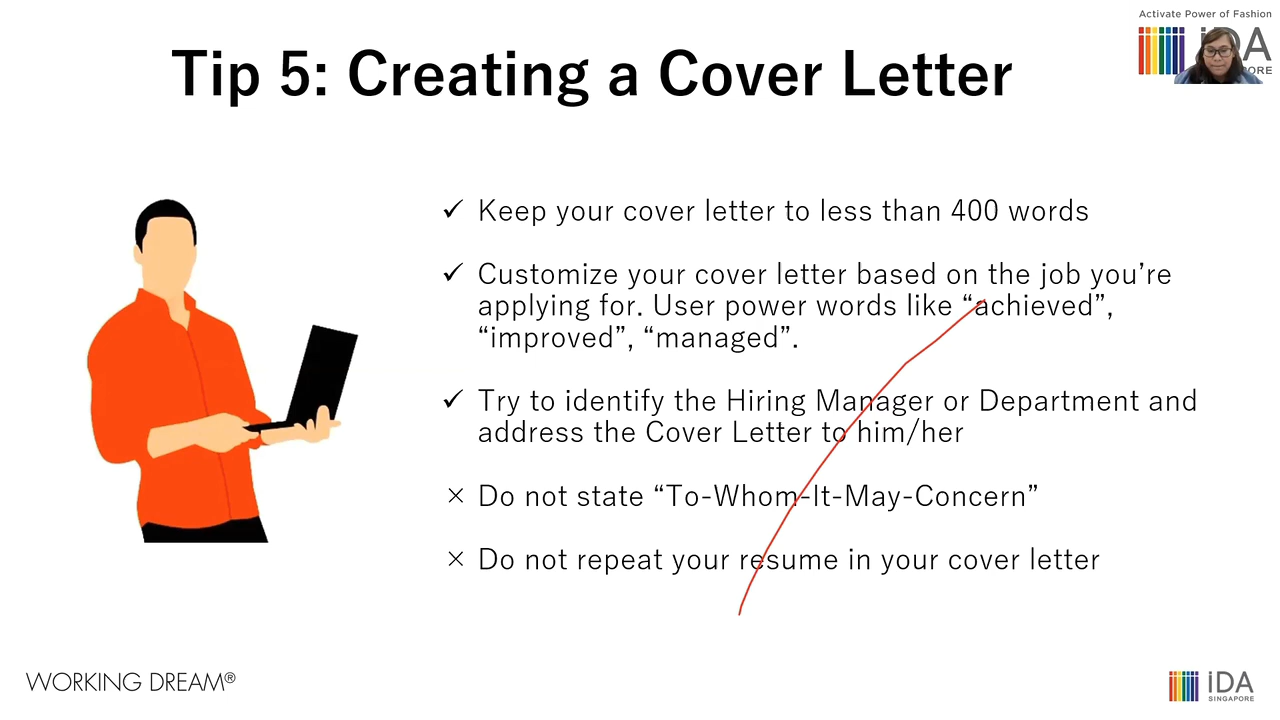 Activate Power of Fashion
Tip 5: Creating a Cover Letter
✓ Keep your cover letter to less than 400 words
✓ Customize your cover letter based on the job you’re
applying for. User power words like “achieved”,
“improved”, “managed”.
✓ Try to identify the Hiring Manager or Department and
address the Cover Letter to him/her
× Do not state “To-Whom-It-May-Concern”
× Do not repeat your resume in your cover letter
WORKING DREAM®
iDA
SINGAPORE